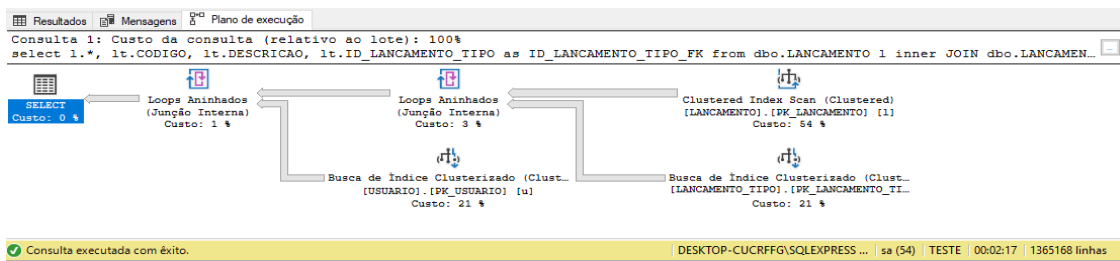 Resultados Mensagens Plano de execução
Consulta 1: Custo da consulta (relativo ao lote): 100%
select l.*, lt.CODIGO, lt.DESCRICAO, lt.ID_LANCAMENTO_TIPO as ID_LANCAMENTO_TIPO_FK from dbo.LANCAMENTO l inner JOIN dbo.LANCAMEN… ...
SELECT
Custo: 0 %
Loops Aninhados
(Junção Interna)
Custo: 1 %
Loops Aninhados
(Junção Interna)
Custo: 3 %
Clustered Index Scan (Clustered)
[LANCAMENTO].[PK_LANCAMENTO] [l]
Custo: 54 %
Busca de Índice Clusterizado (Clust…
[USUARIO].[PK_USUARIO] [u]
Custo: 21 %
Busca de Índice Clusterizado (Clust…
[LANCAMENTO_TIPO].[PK_LANCAMENTO_TI…
Custo: 21 %
Consulta executada com êxito. DESKTOP-CUCRFFG\SQLEXPRESS ... sa (54) TESTE 00:02:17 1365168 linhas